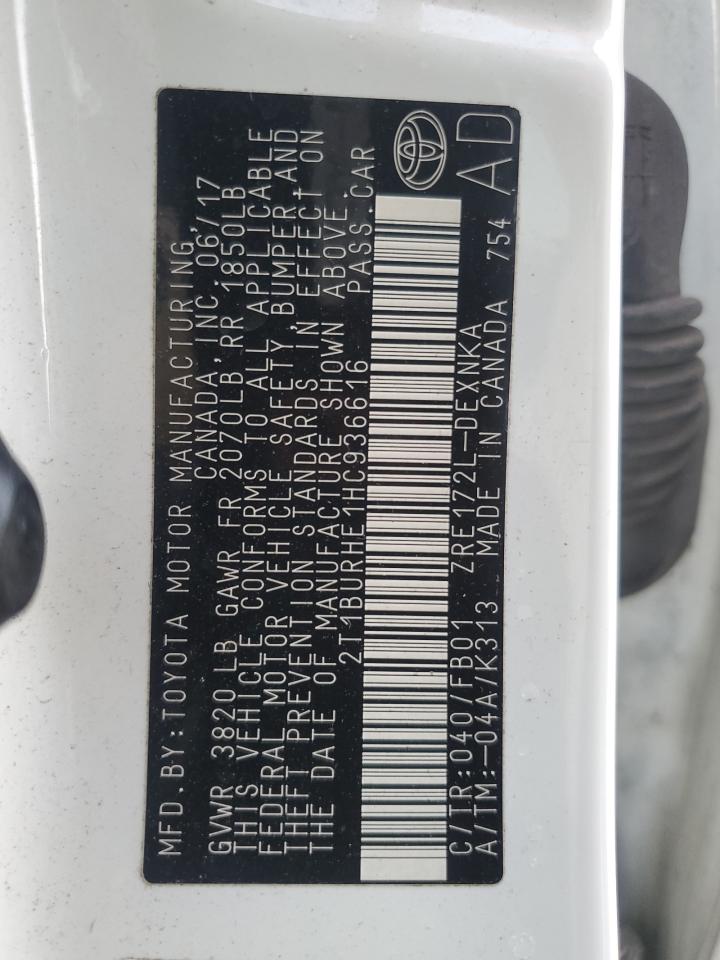 MFD.BY:TOYOTA MOTOR MANUFACTURING,
CANADA,INC.06/17
GVWR 3820LB GAWR FR 2070LB RR 1850LB
THIS VEHICLE CONFORMS TO ALL APPLICABLE
FEDERAL MOTOR VEHICLE SAFETY,BUMPER,AND
THEFT PREVENTION STANDARDS IN EFFECT ON
THE DATE OF MANUFACTURE SHOWN ABOVE.
2T1BURHE1HC936616 PASS.CAR
C/TR:040/FB01 ZRE172L-DEXNKA AD
A/TM:-04A/K313 MADE IN CANADA 754